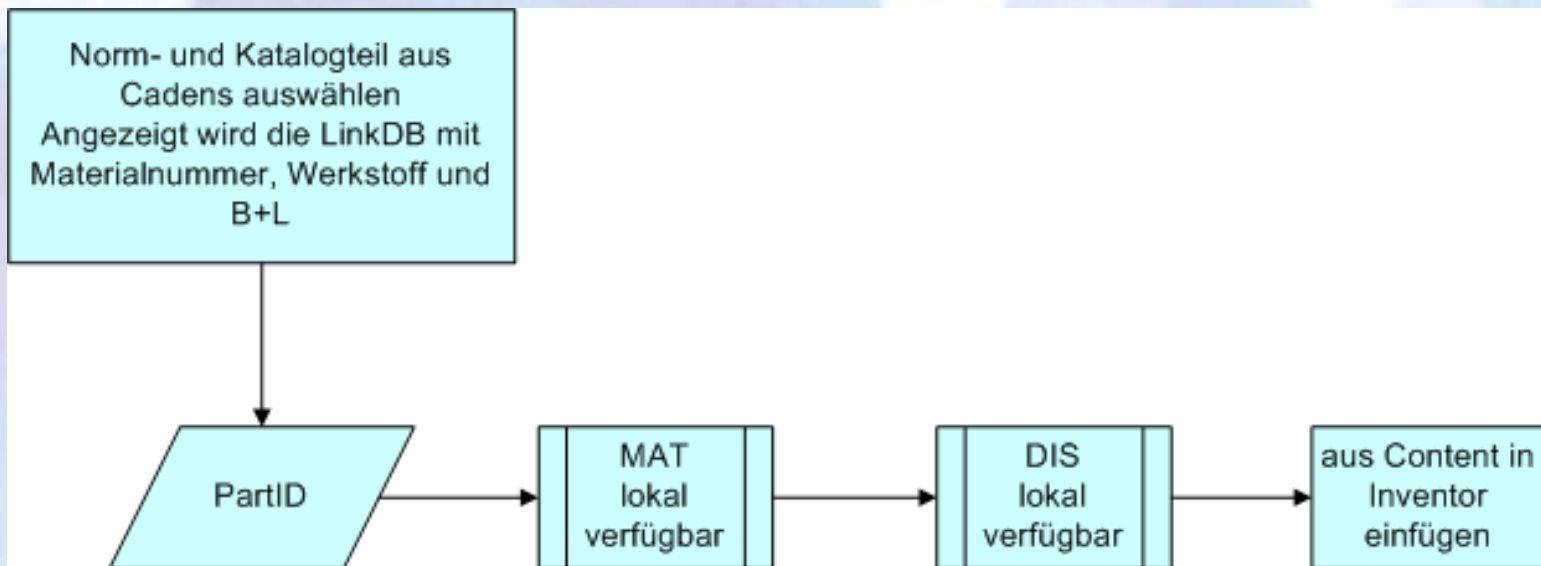 Norm- und Katalogteil aus
Cadens auswählen
Angezeigt wird die LinkDB mit
Materialnummer, Werkstoff und
B+L
PartID
MAT
lokal
verfügbar
DIS
lokal
verfügbar
aus Content in
Inventor
einfügen